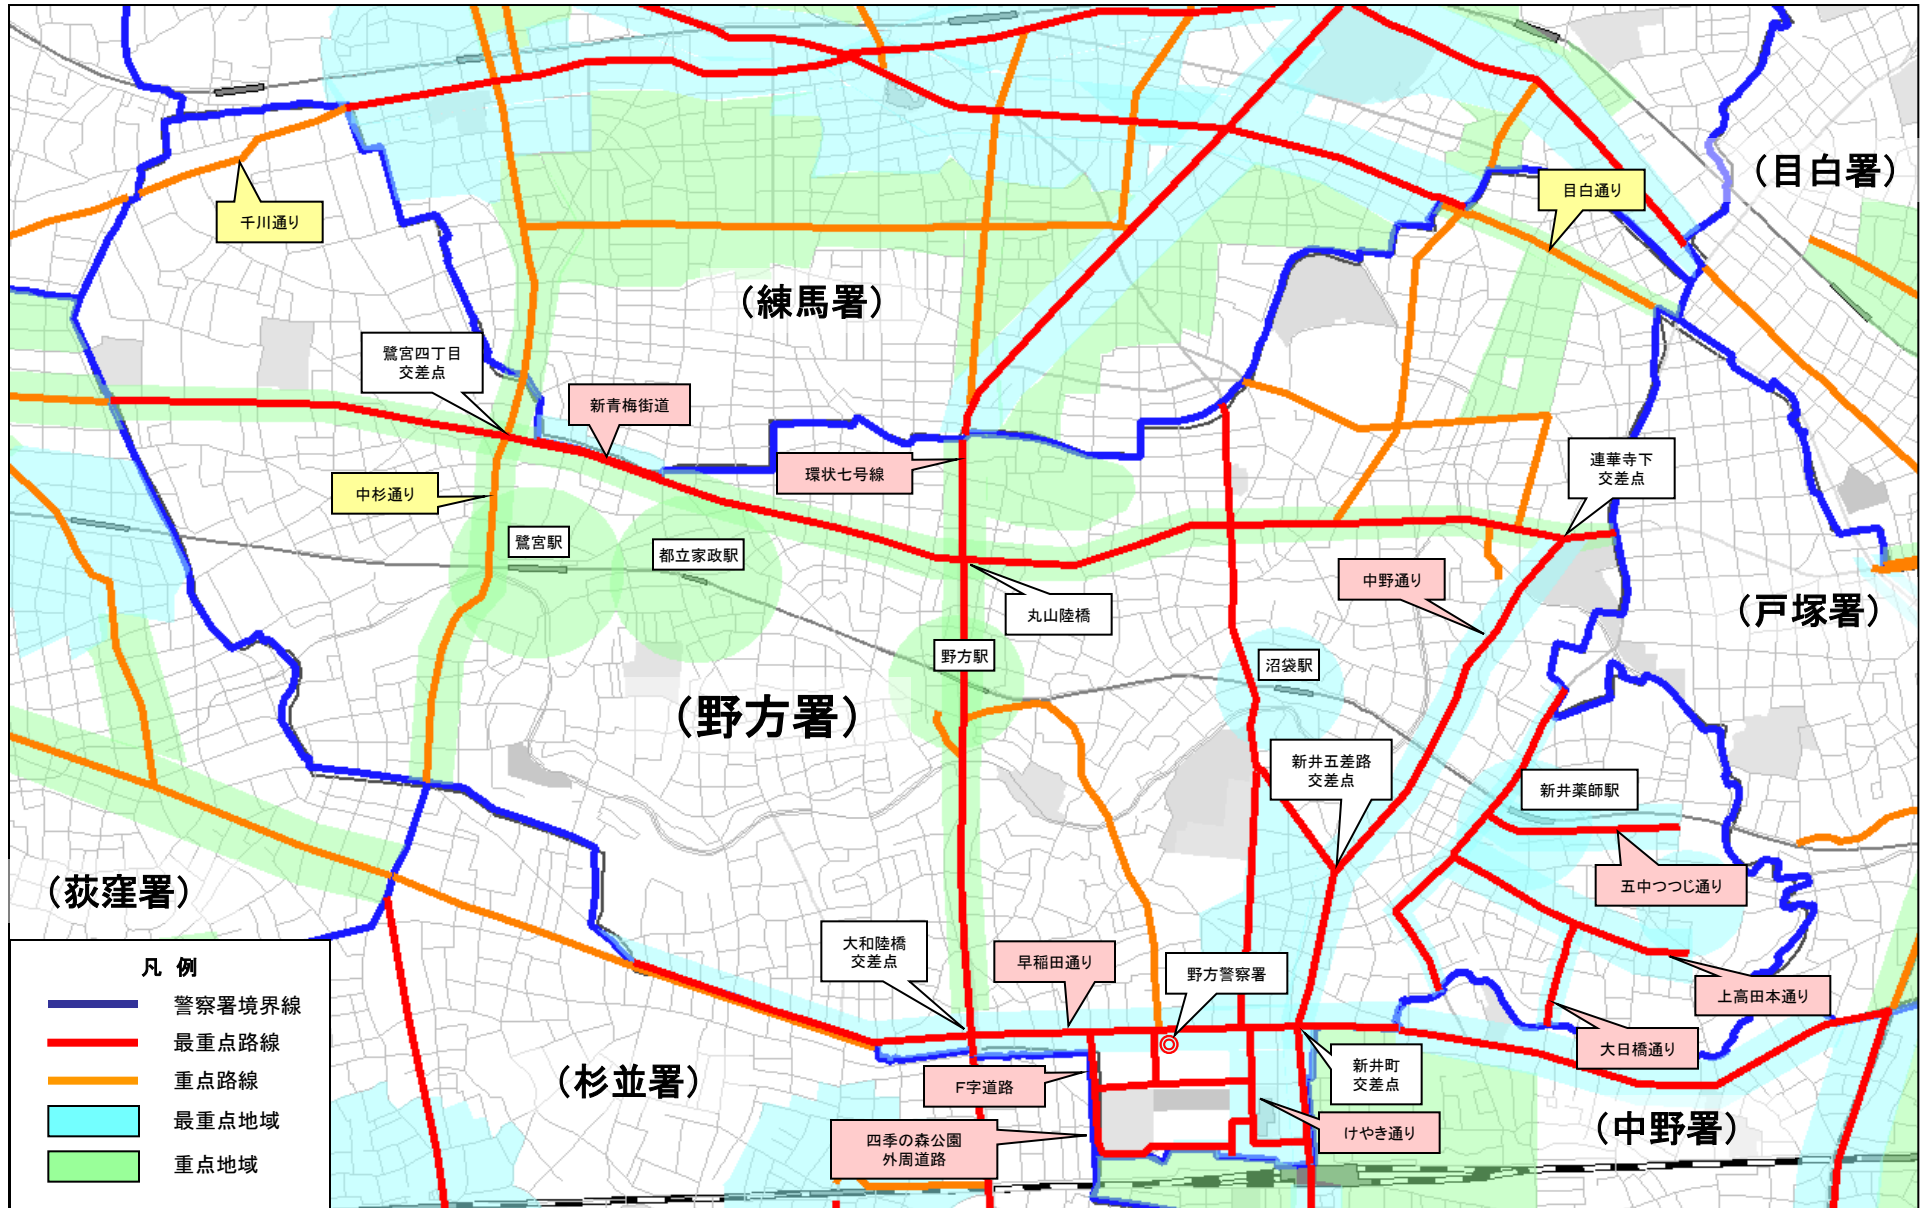 (目白署)
目白通り
千川通り
(練馬署)
鷺宮四丁目
交差点
新青梅街道
環状七号線
連華寺下
交差点
中杉通り
鷺宮駅
都立家政駅
中野通り
丸山陸橋
(戸塚署)
野方駅
沼袋駅
(野方署)
新井五差路
交差点
新井薬師駅
五中つつじ通り
(荻窪署)
大和陸橋
交差点
早稲田通り
野方警察署
上高田本通り
大日橋通り
新井町
交差点
(杉並署)
F字道路
けやき通り
(中野署)
四季の森公園
外周道路
凡 例
警察署境界線
最重点路線
重点路線
最重点地域
重点地域